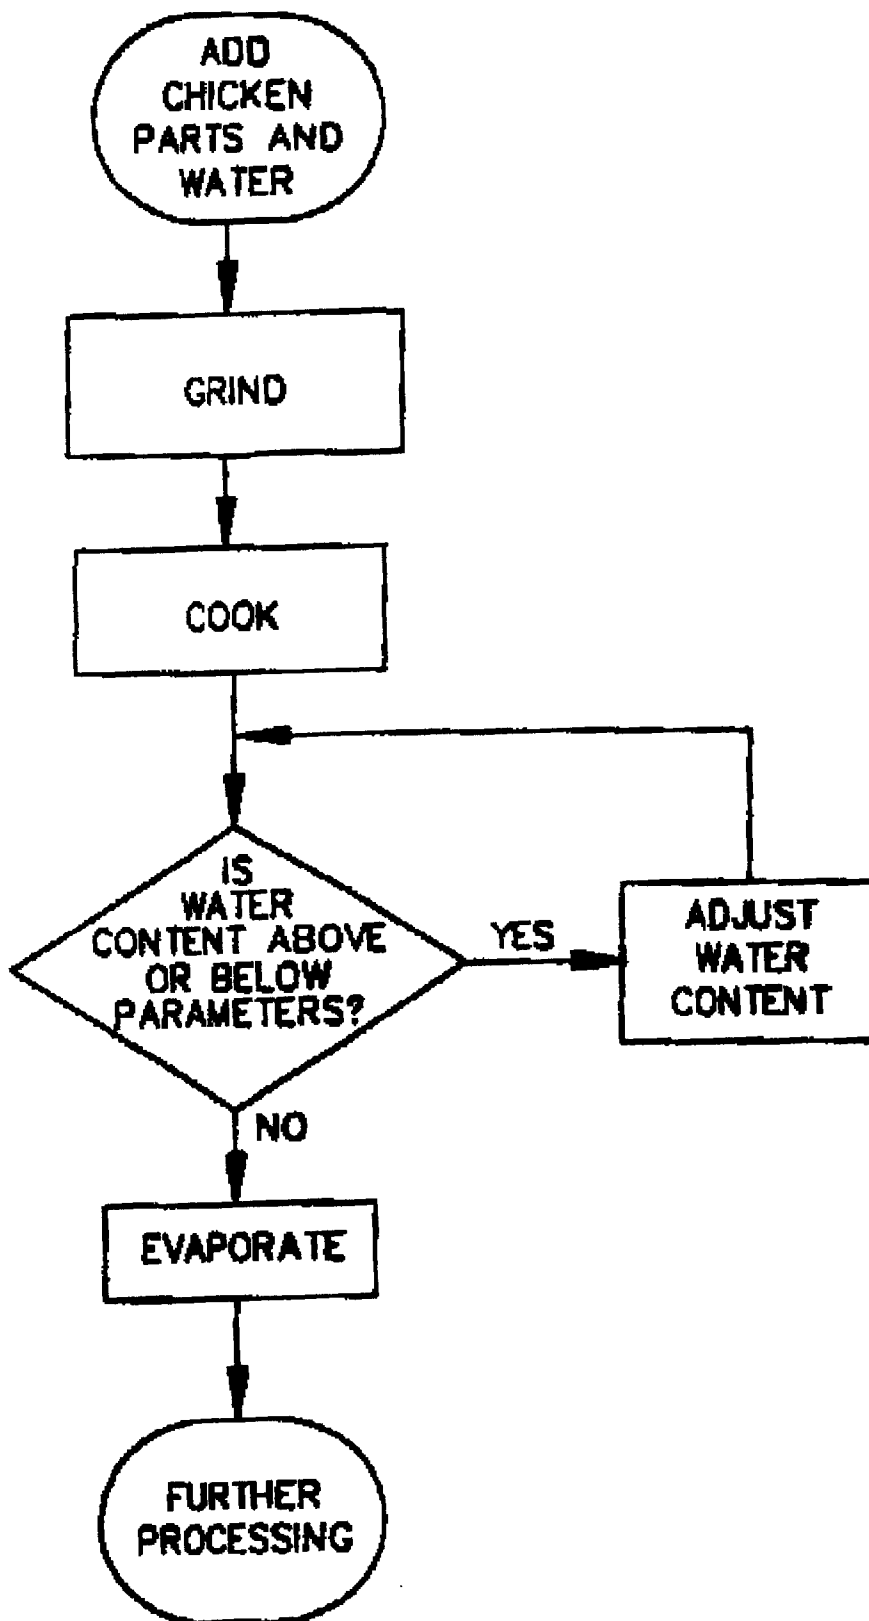 ADD
CHICKEN
PARTS AND
WATER
GRIND
COOK
IS
WATER
CONTENT ABOVE
OR BELOW
PARAMETERS?
YES
ADJUST
WATER
CONTENT
NO
EVAPORATE
FURTHER
PROCESSING